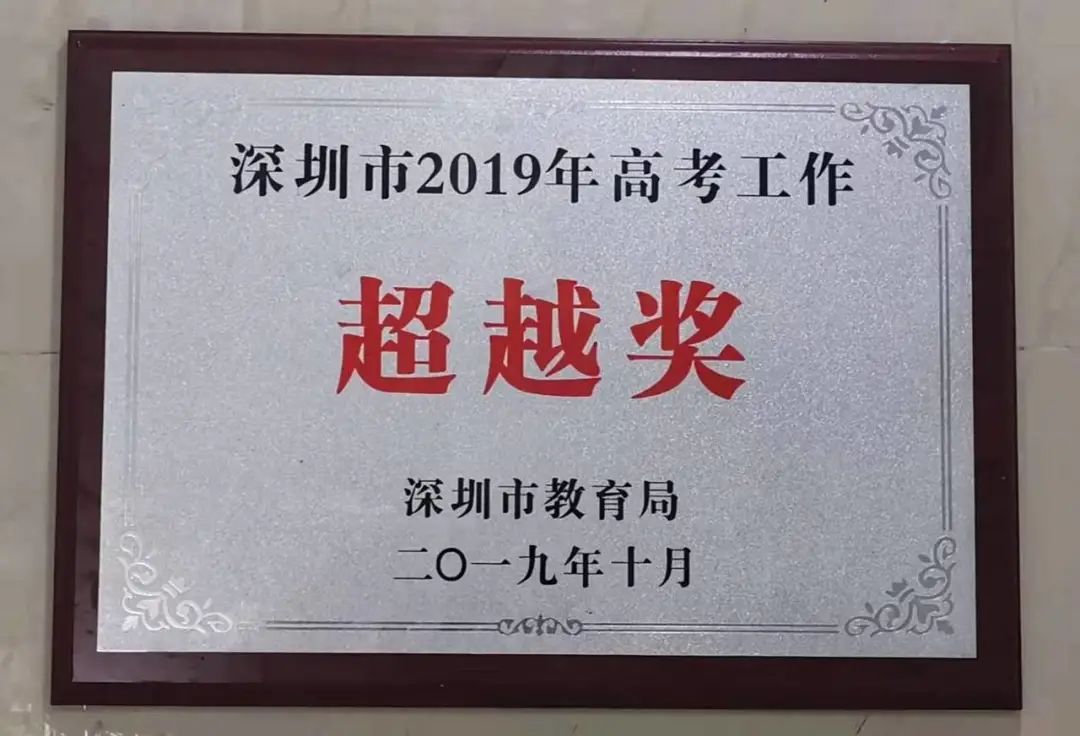 深圳市2019年高考工作
超越奖
深圳市教育局
二〇一九年十月